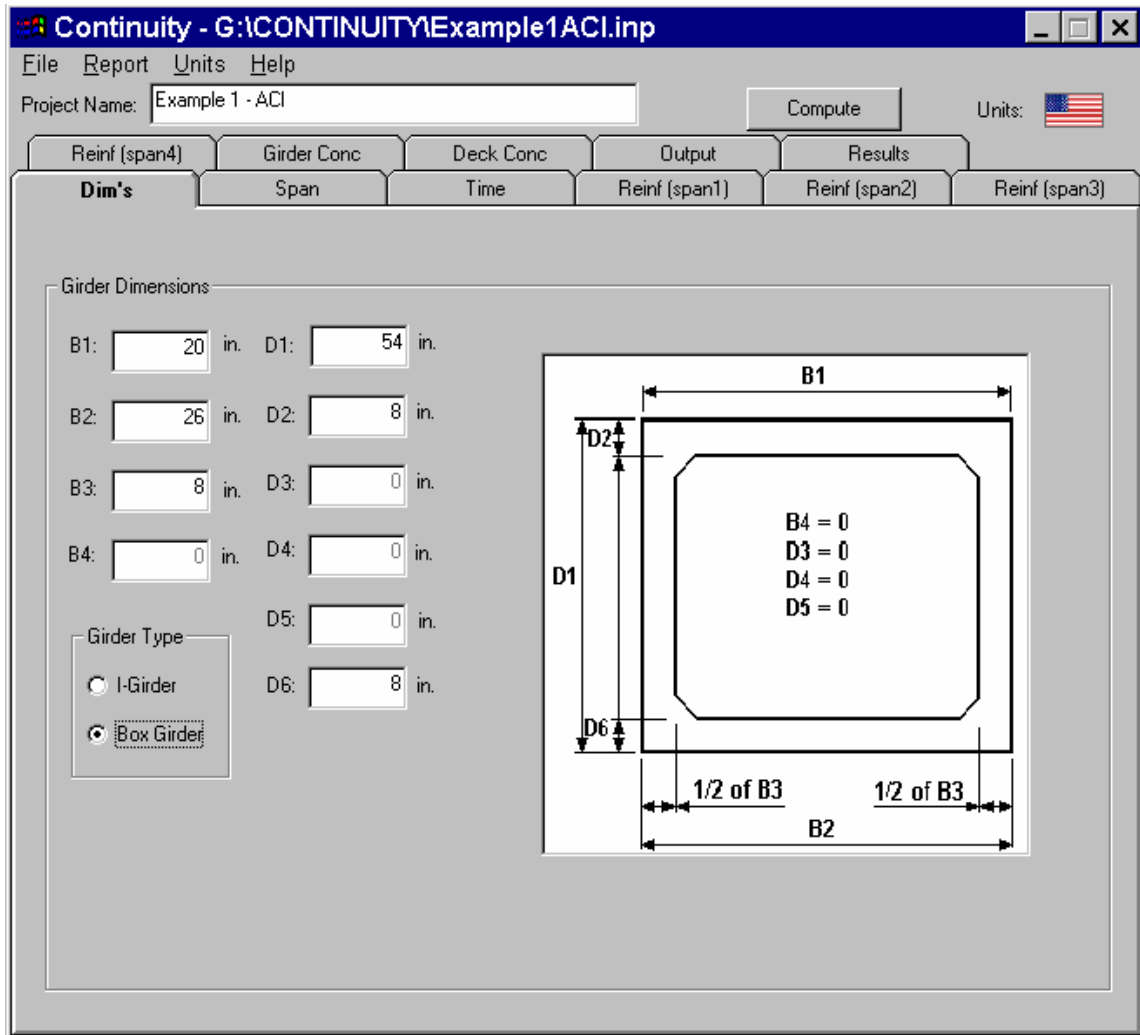 Continuity - G:\CONTINUITY\Example1ACI.inp
File Report Units Help
Project Name: Example 1 - ACI Compute Units:
Reinf (span4) Girder Conc Deck Conc Output Results
Dim's Span Time Reinf (span1) Reinf (span2) Reinf (span3)
Girder Dimensions
B1: 20 in. D1: 54 in.
B2: 26 in. D2: 8 in.
B3: 8 in. D3: 0 in.
B4: 0 in. D4: 0 in.
D5: 0 in.
D6: 8 in.
Girder Type
I-Girder
Box Girder
B1
D2
B4 = 0
D3 = 0
D4 = 0
D5 = 0
D1
D6
1/2 of B3 1/2 of B3
B2